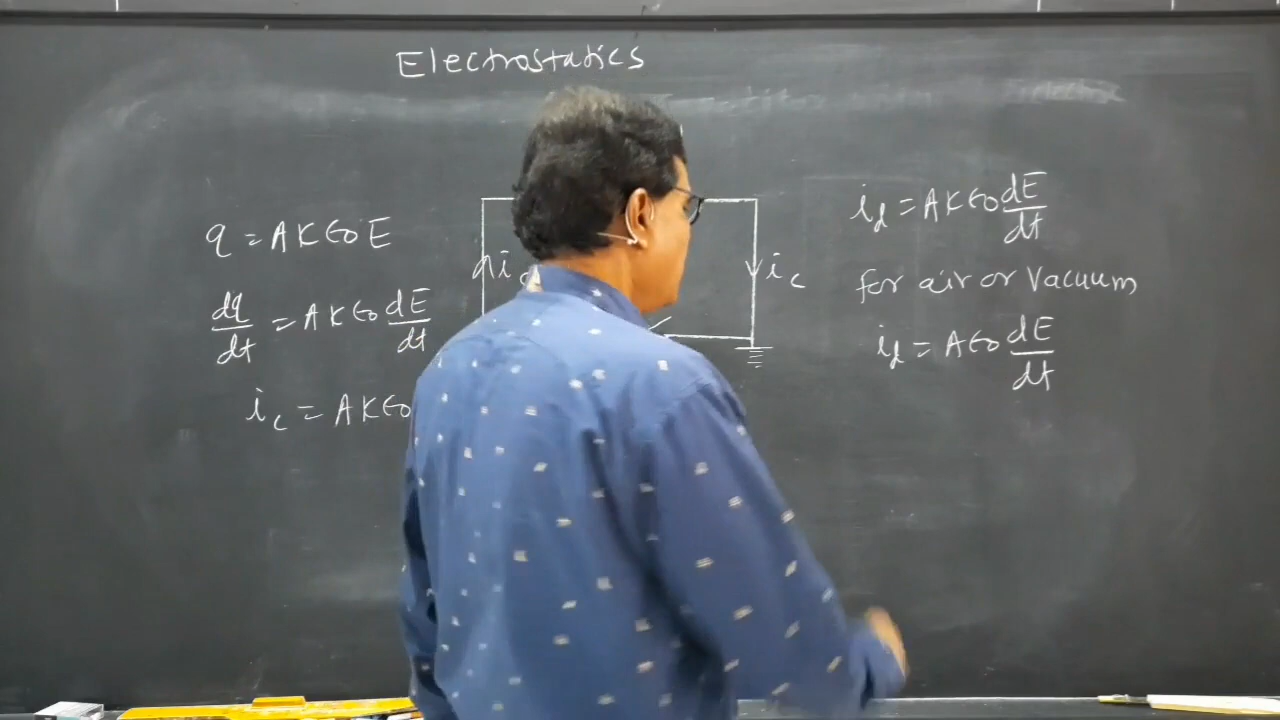 Electrostatics
q = AKϵ0E
dq/dt = AKϵ0 dE/dt
i_c = AKϵ0
i
i_c
i_d = AKϵ0 dE/dt
for air or Vacuum
i_d = Aϵ0 dE/dt